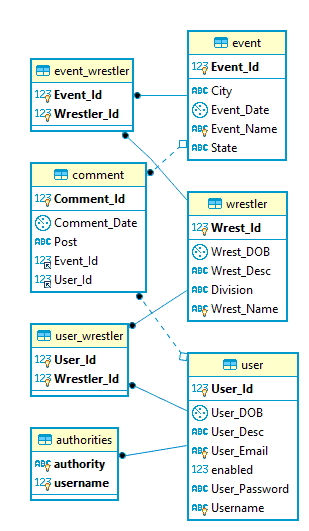 event
123 Event_Id
ABC City
Event_Date
ABC Event_Name
ABC State
event_wrestler
123 Event_Id
123 Wrestler_Id
comment
123 Comment_Id
Comment_Date
ABC Post
123 Event_Id
123 User_Id
wrestler
123 Wrest_Id
Wrest_DOB
ABC Wrest_Desc
ABC Division
ABC Wrest_Name
user_wrestler
123 User_Id
123 Wrestler_Id
user
123 User_Id
User_DOB
ABC User_Desc
ABC User_Email
123 enabled
ABC User_Password
ABC Username
authorities
ABC authority
123 username